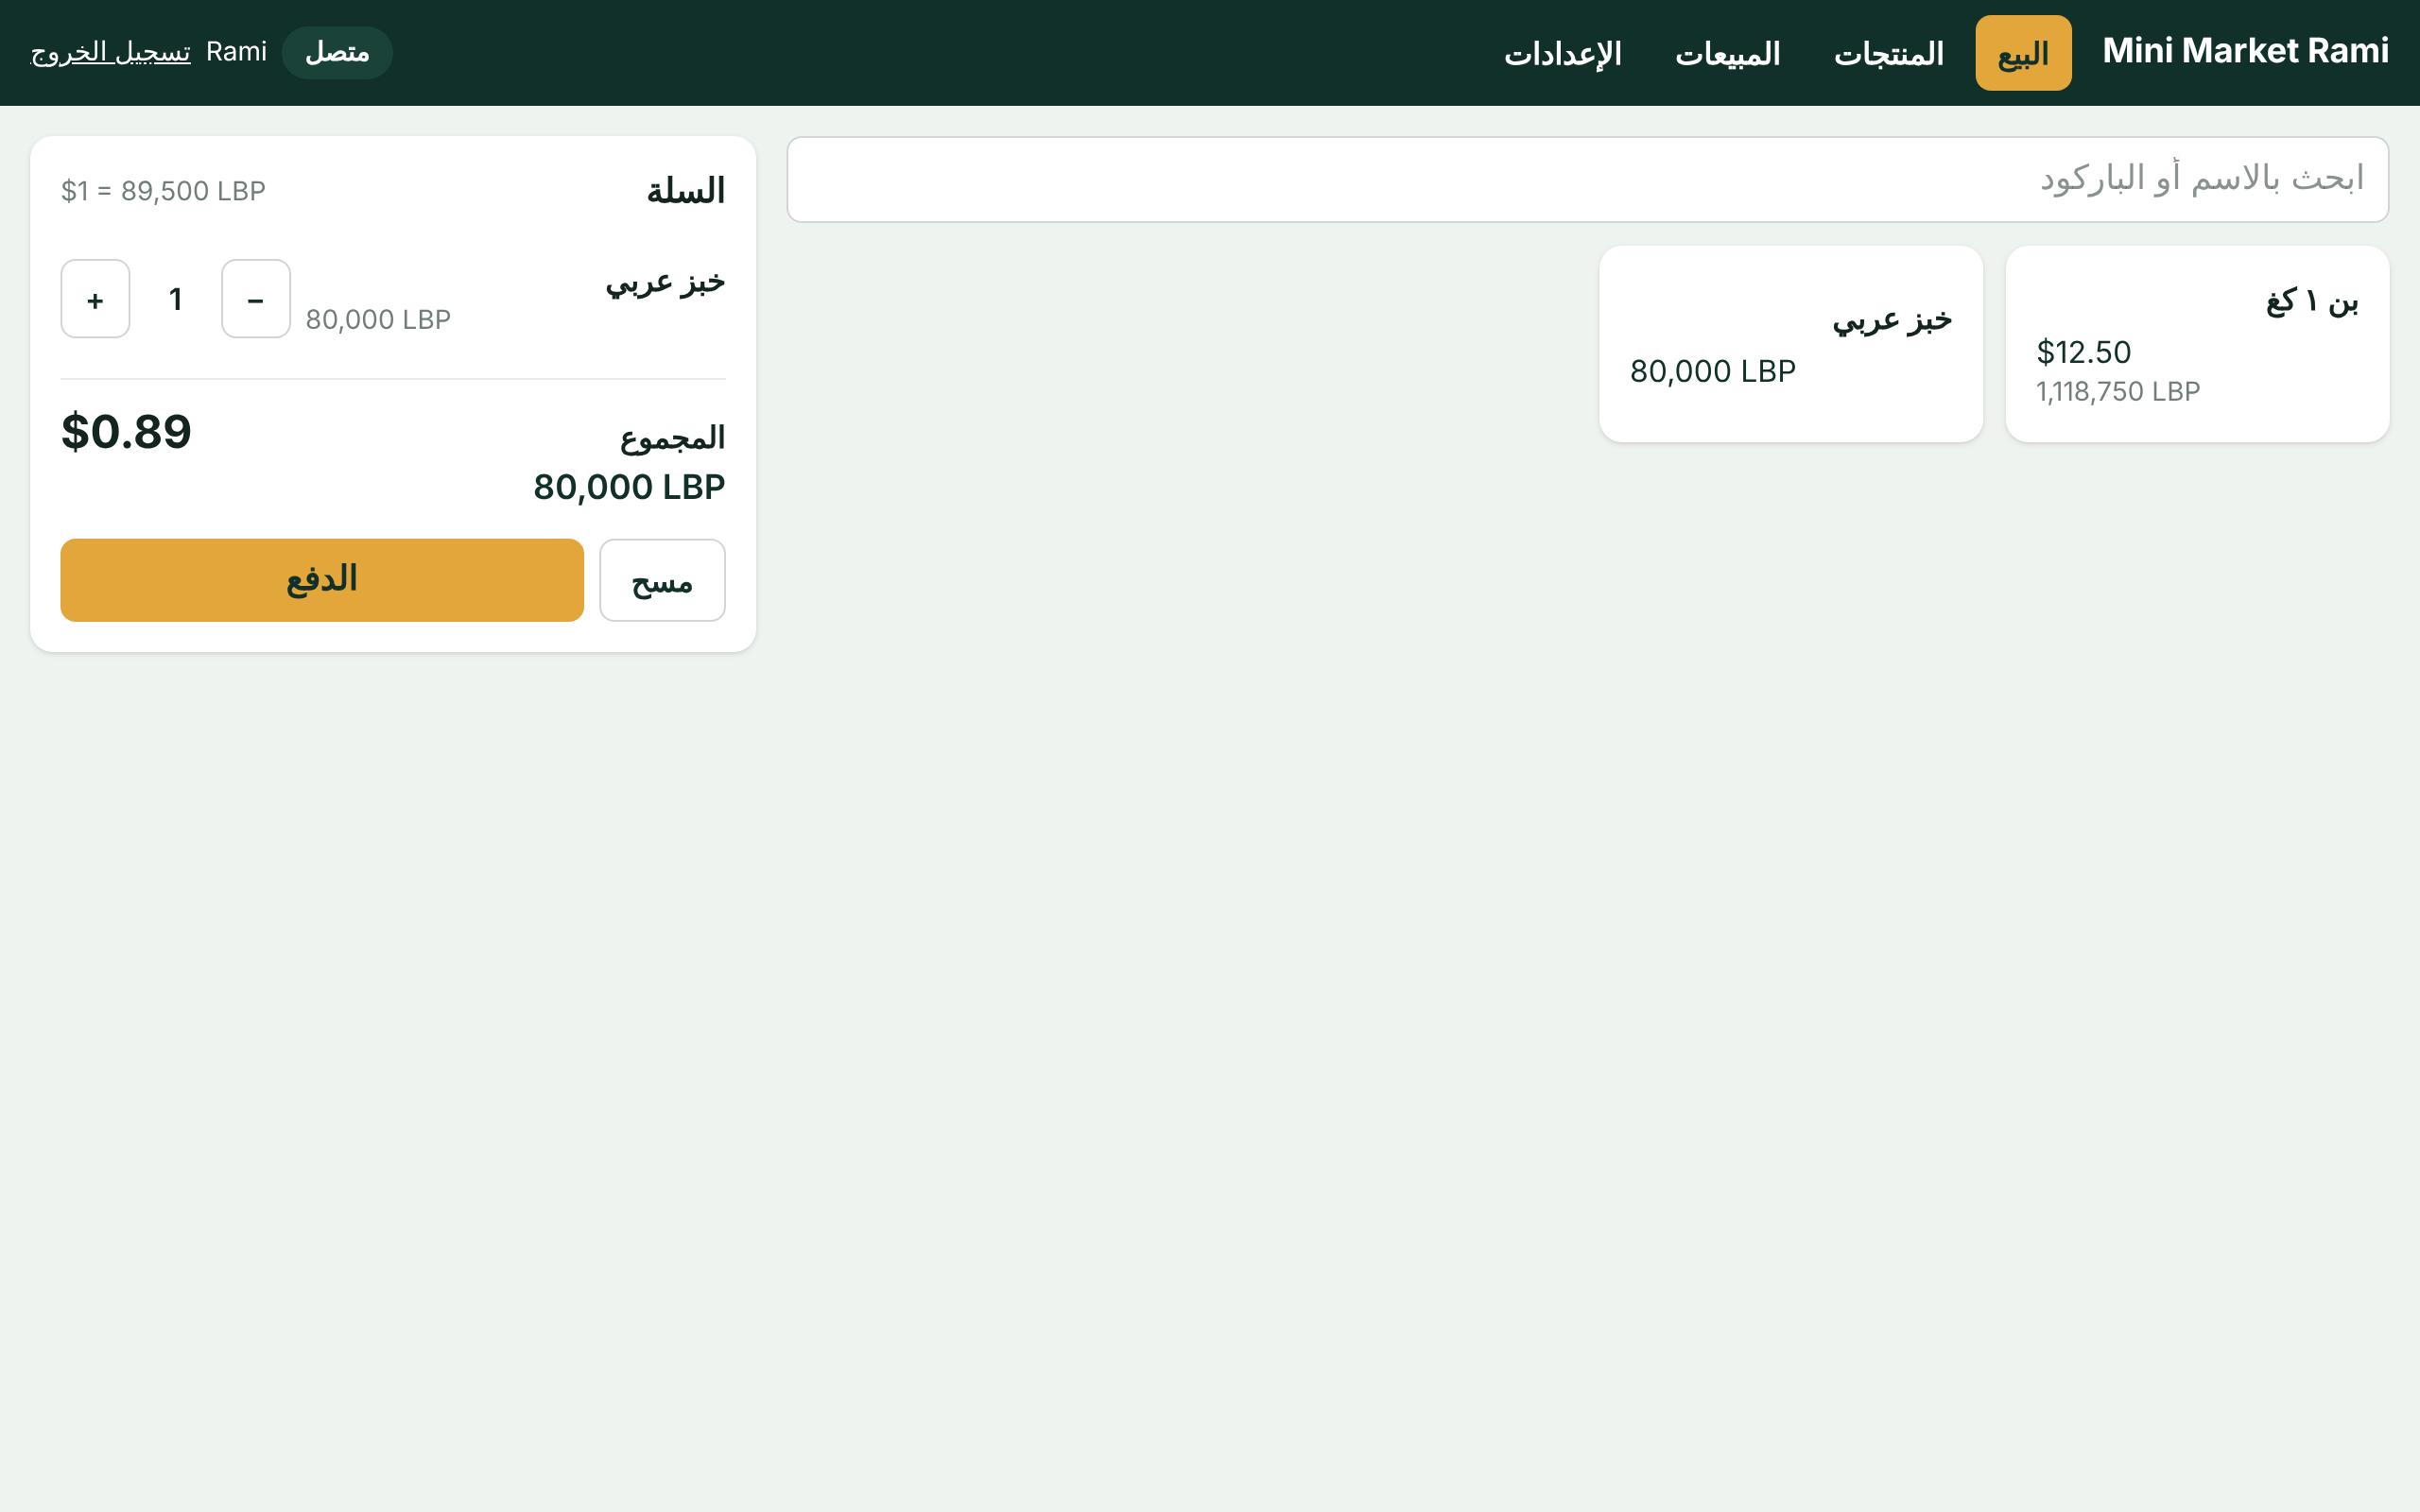 Mini Market Rami
البيع
المنتجات
المبيعات
الإعدادات
متصل
Rami
تسجيل الخروج
ابحث بالاسم أو الباركود
بن ١ كغ
$12.50
1,118,750 LBP
خبز عربي
80,000 LBP
السلة
$1 = 89,500 LBP
خبز عربي
80,000 LBP
− 1 +
المجموع
$0.89
80,000 LBP
مسح
الدفع